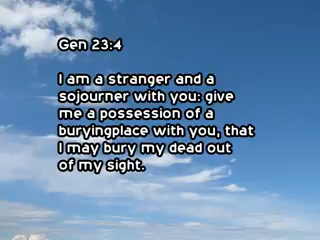 Gen 23:4
I am a stranger and a
sojourner with you: give
me a possession of a
buryingplace with you, that
I may bury my dead out
of my sight.